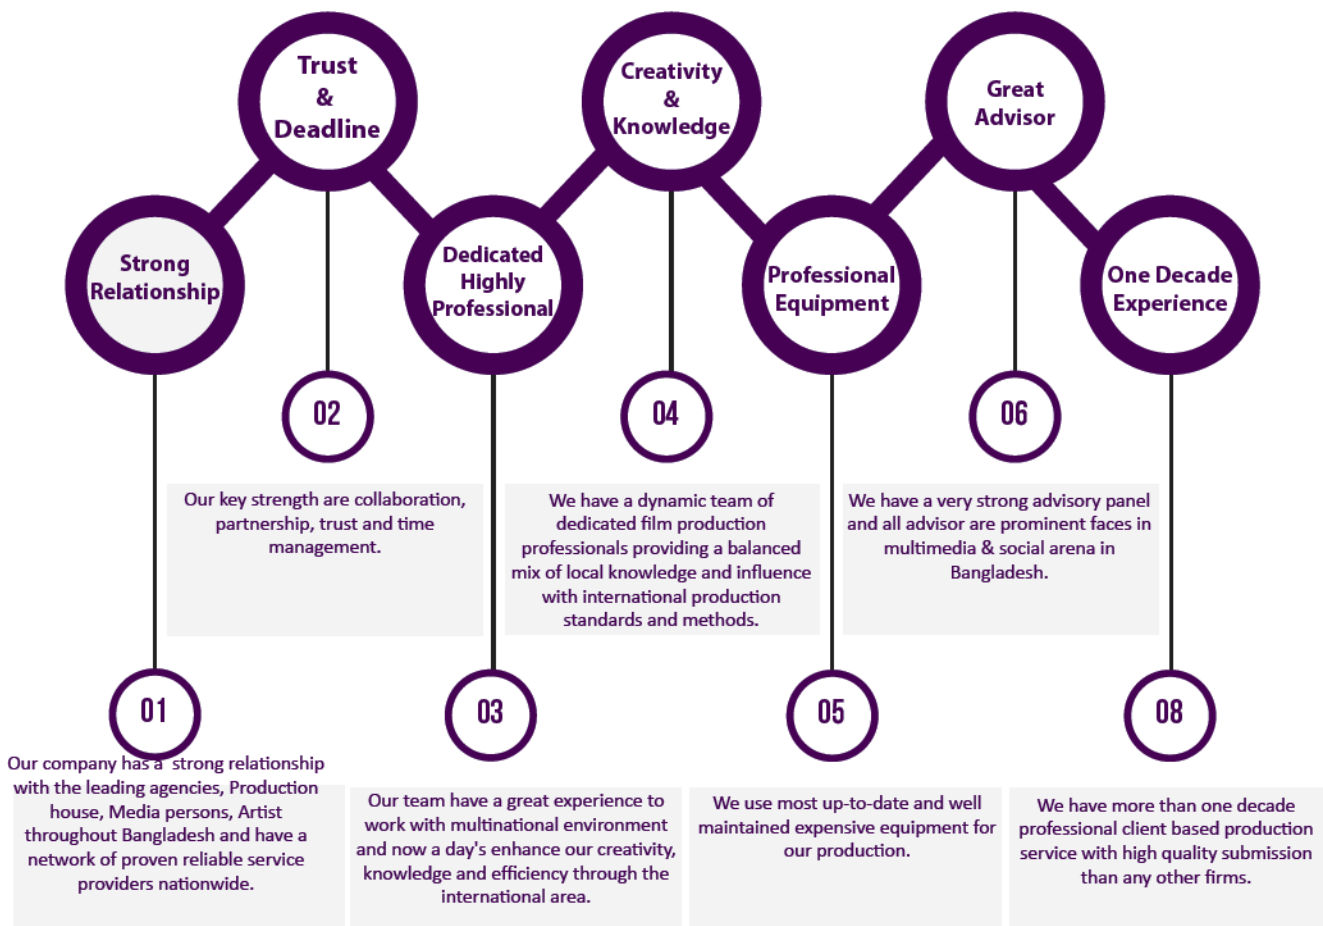 Trust
&
Deadline
Creativity
&
Knowledge
Great
Advisor
Strong
Relationship
Dedicated
Highly
Professional
Professional
Equipment
One Decade
Experience
02
04
06
Our key strength are collaboration,
partnership, trust and time
management.
We have a dynamic team of
dedicated film production
professionals providing a balanced
mix of local knowledge and influence
with international production
standards and methods.
We have a very strong advisory panel
and all advisor are prominent faces in
multimedia & social arena in
Bangladesh.
01
03
05
08
Our company has a strong relationship
with the leading agencies, Production
house, Media persons, Artist
throughout Bangladesh and have a
network of proven reliable service
providers nationwide.
Our team have a great experience to
work with multinational environment
and now a day's enhance our creativity,
knowledge and efficiency through the
international area.
We use most up-to-date and well
maintained expensive equipment for
our production.
We have more than one decade
professional client based production
service with high quality submission
than any other firms.